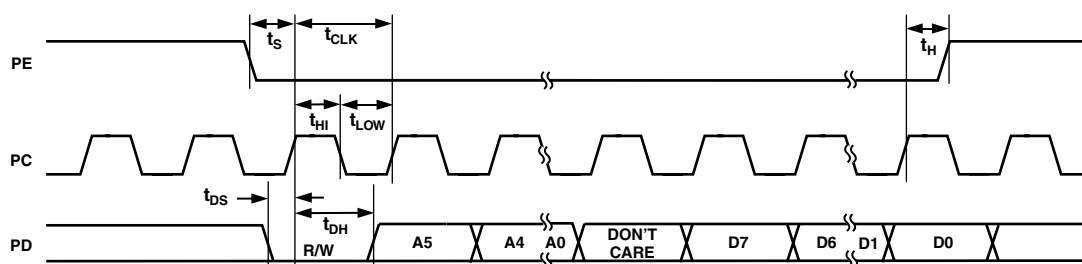 tS tCLK tH
PE
tHI tLOW
PC
tDS
tDH
PD R/W A5 A4 A0 DON'T CARE D7 D6 D1 D0